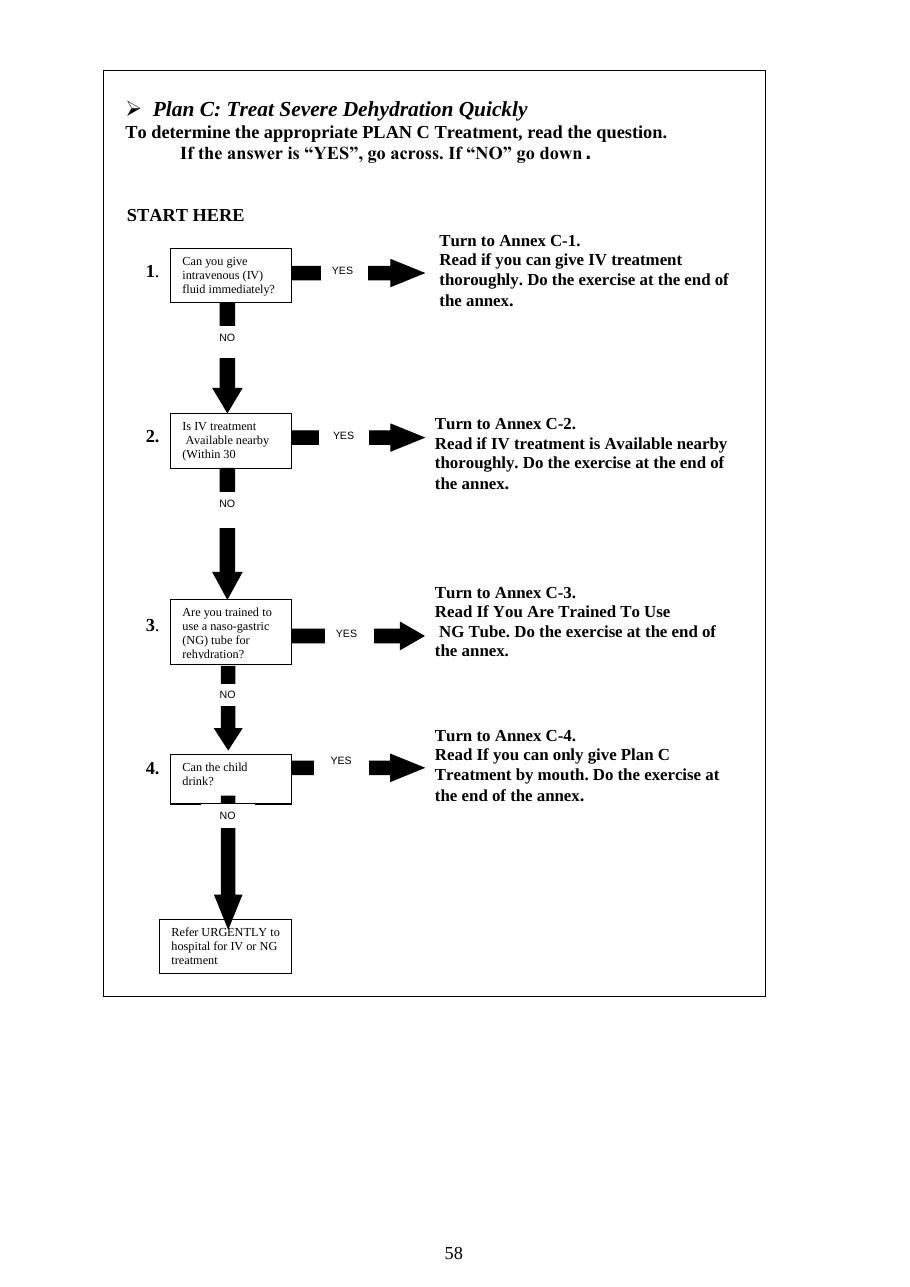 ➢ Plan C: Treat Severe Dehydration Quickly
To determine the appropriate PLAN C Treatment, read the question.
If the answer is “YES”, go across. If “NO” go down.
START HERE
1.
Can you give
intravenous (IV)
fluid immediately?
YES
Turn to Annex C-1.
Read if you can give IV treatment
thoroughly. Do the exercise at the end of
the annex.
NO
2.
Is IV treatment
Available nearby
(Within 30
YES
Turn to Annex C-2.
Read if IV treatment is Available nearby
thoroughly. Do the exercise at the end of
the annex.
NO
3.
Are you trained to
use a naso-gastric
(NG) tube for
rehydration?
YES
Turn to Annex C-3.
Read If You Are Trained To Use
NG Tube. Do the exercise at the end of
the annex.
NO
4.
Can the child
drink?
YES
Turn to Annex C-4.
Read If you can only give Plan C
Treatment by mouth. Do the exercise at
the end of the annex.
NO
Refer URGENTLY to
hospital for IV or NG
treatment
58